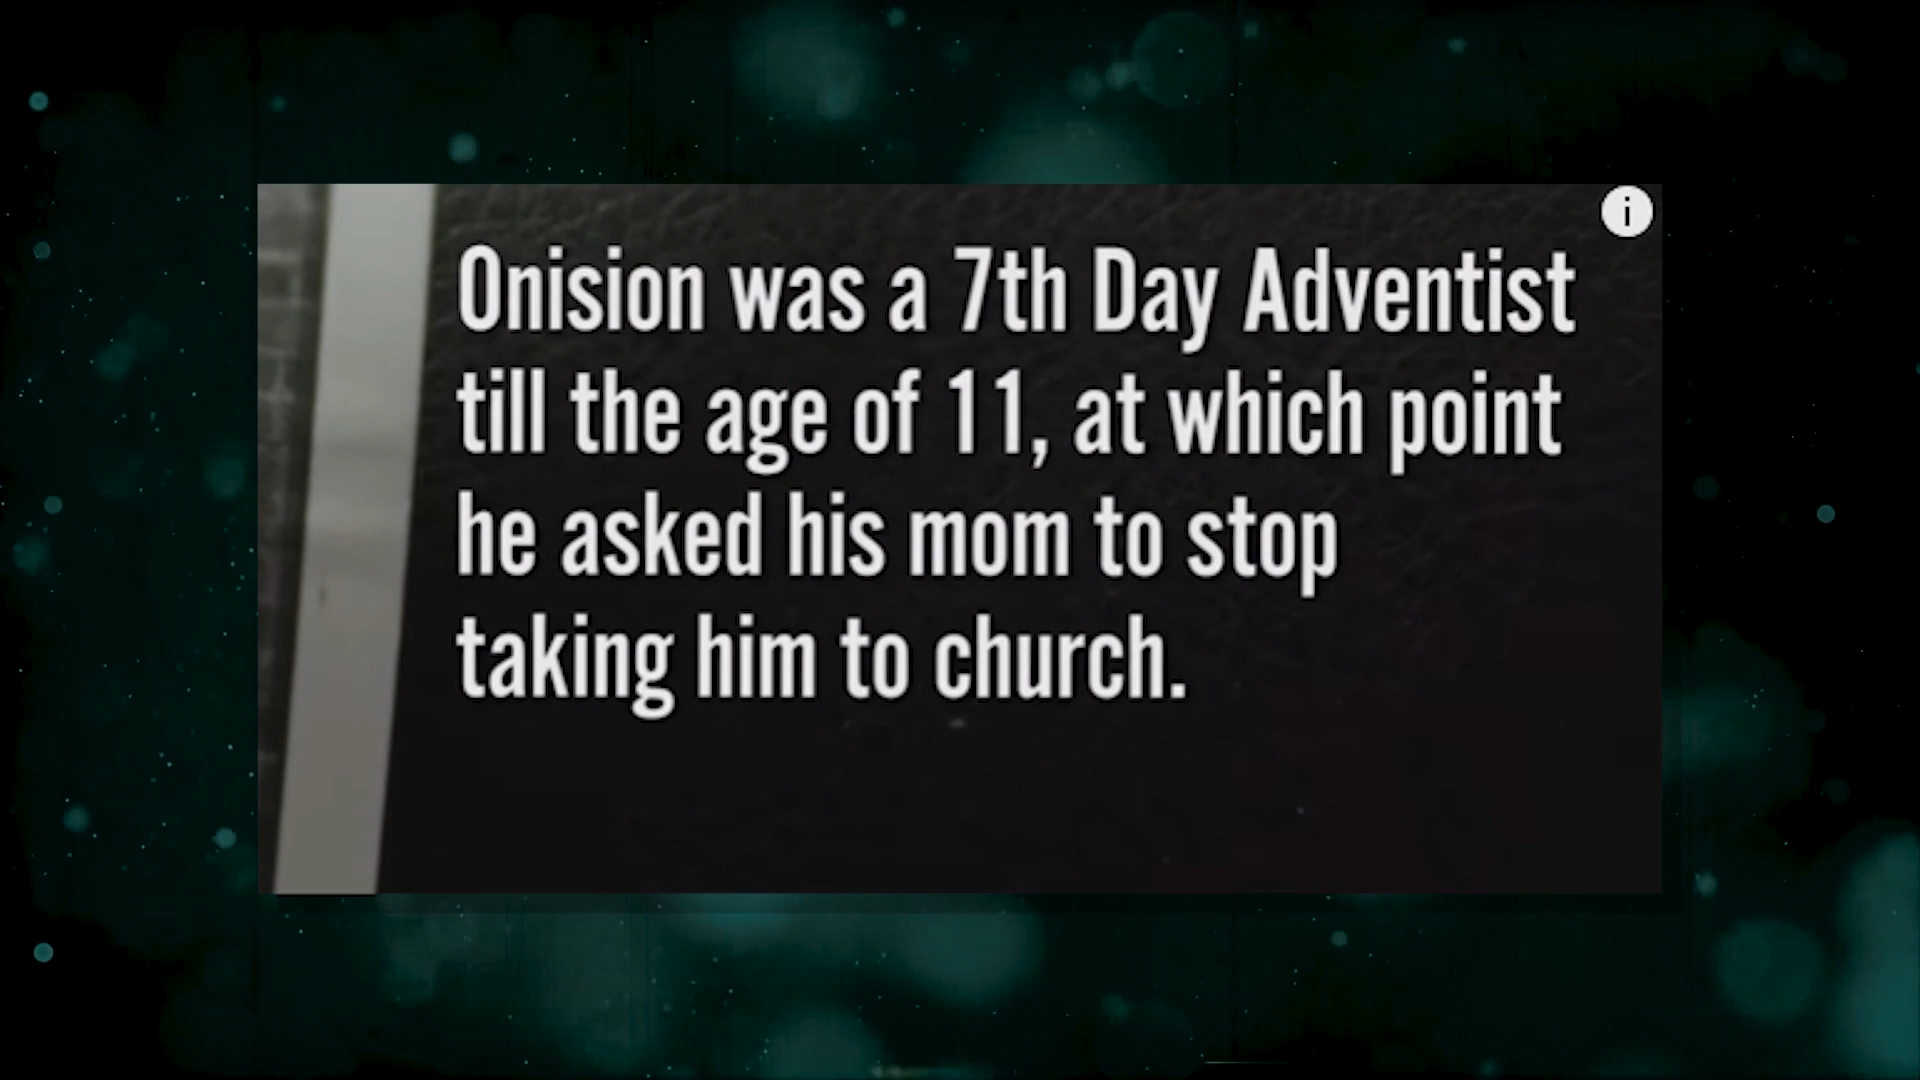 Onision was a 7th Day Adventist
till the age of 11, at which point
he asked his mom to stop
taking him to church.
i